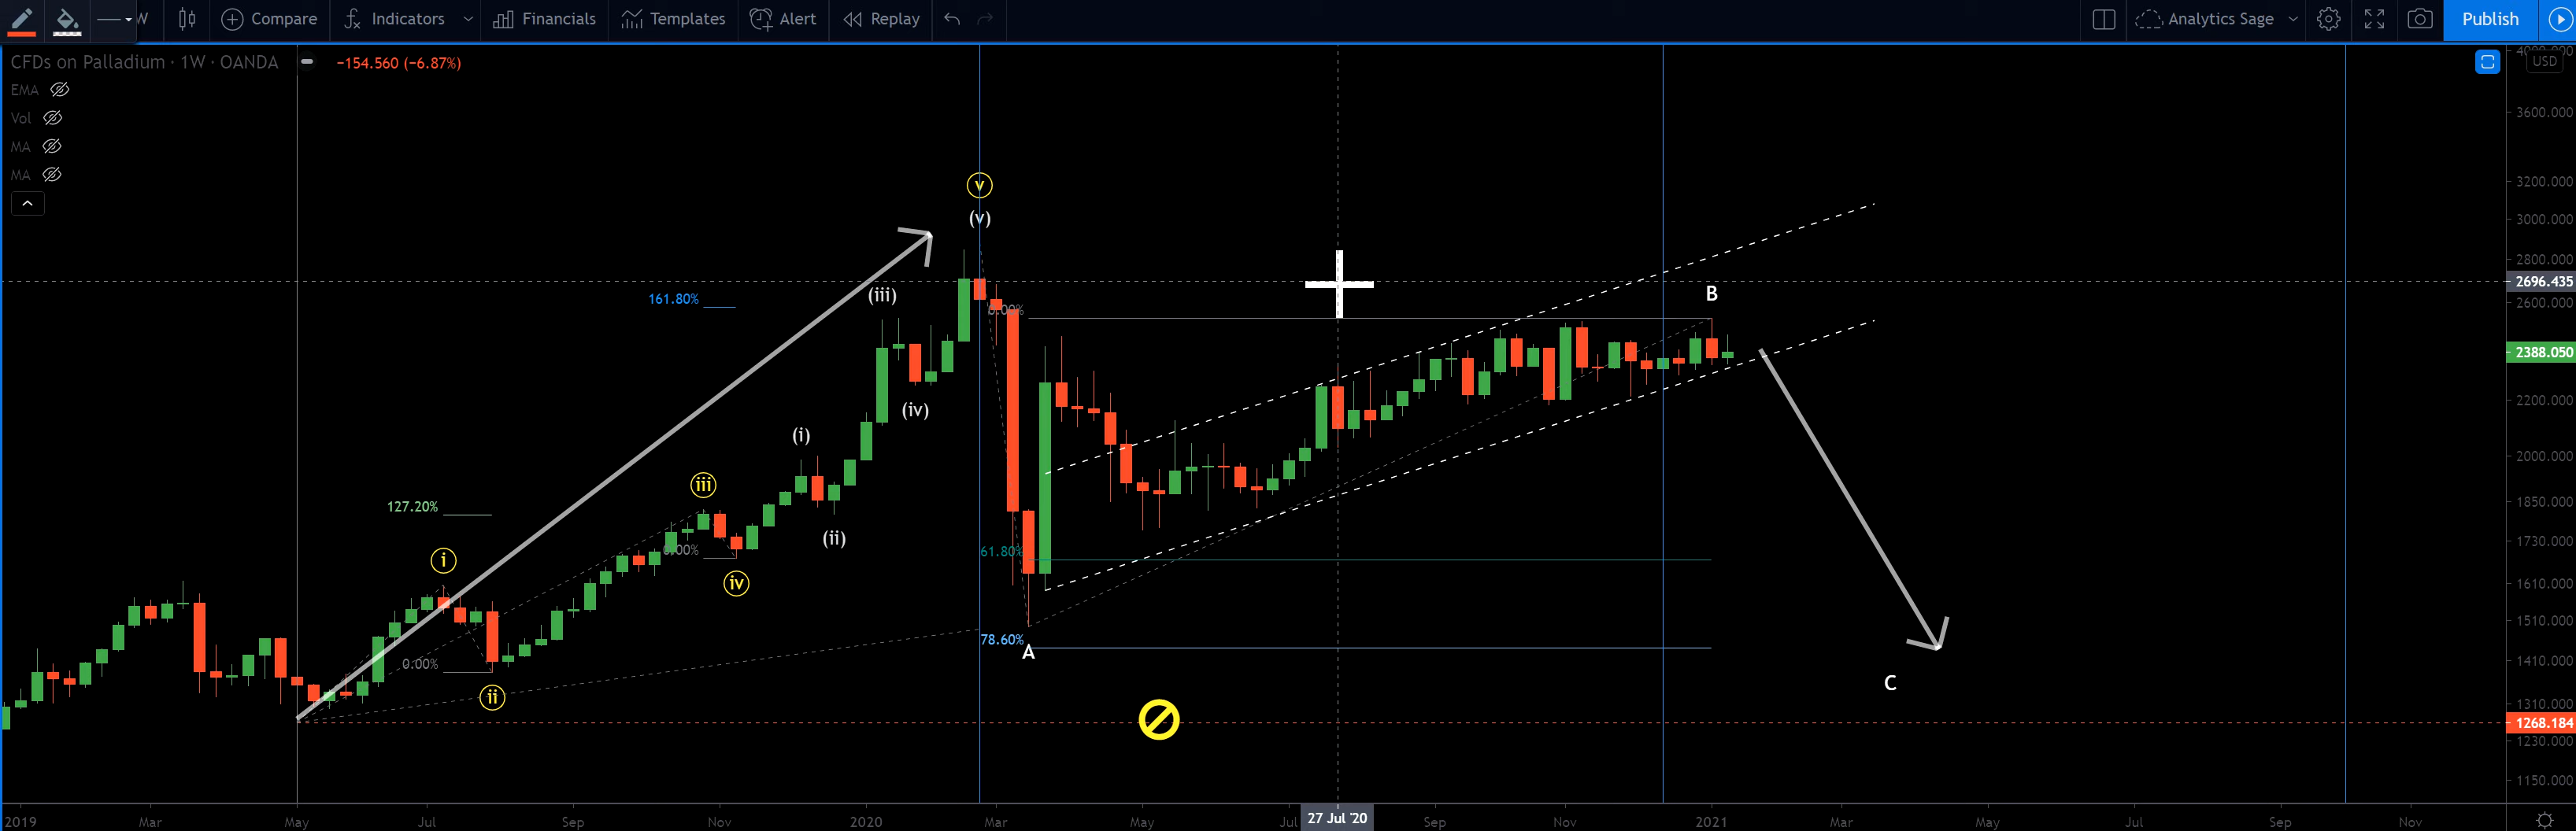 W Compare Indicators Financials Templates Alert Replay Analytics Sage Publish
CFDs on Palladium · 1W · OANDA −154.560 (−6.87%)
EMA
Vol
MA
MA
USD
3600.000
3200.000
3000.000
2800.000
2696.435
2600.000
2388.050
2200.000
2000.000
1850.000
1730.000
1610.000
1510.000
1410.000
1310.000
1268.184
1230.000
1150.000
v
(v)
161.80%
(iii)
B
(iv)
(i)
127.20%
iii
(ii)
i
0.00%
iv
61.80%
78.60%
A
0.00%
ii
C
2019 Mar May Jul Sep Nov 2020 Mar May Jul 27 Jul '20 Sep Nov 2021 Mar May Jul Sep Nov